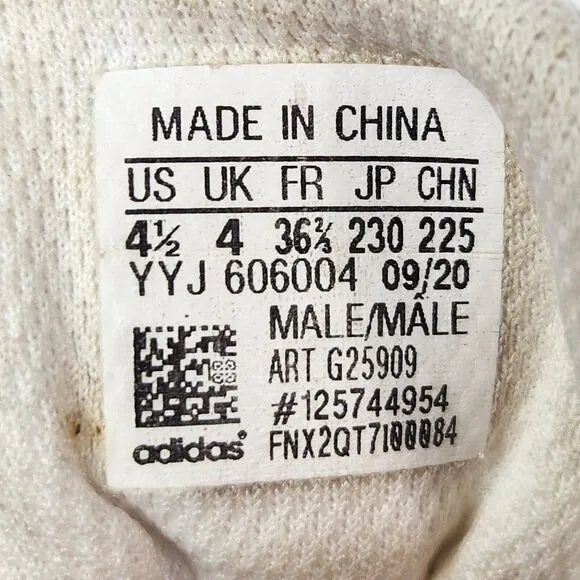 MADE IN CHINA
US UK FR JP CHN
4½ 4 36⅔ 230 225
YYJ 606004 09/20
MALE/MÂLE
ART G25909
#125744954
adidas® FNX2QT7I00084